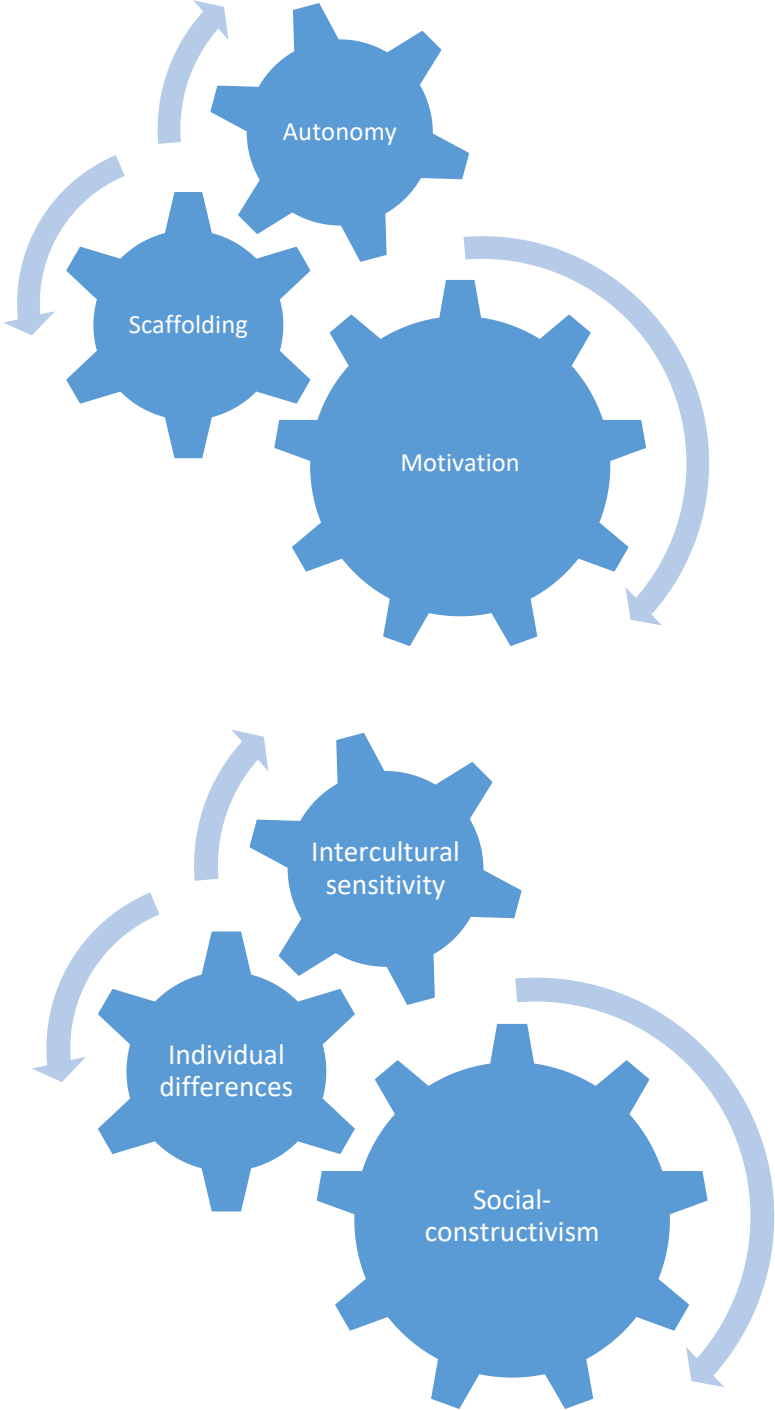 Autonomy
Scaffolding
Motivation
Intercultural
sensitivity
Individual
differences
Social-
constructivism